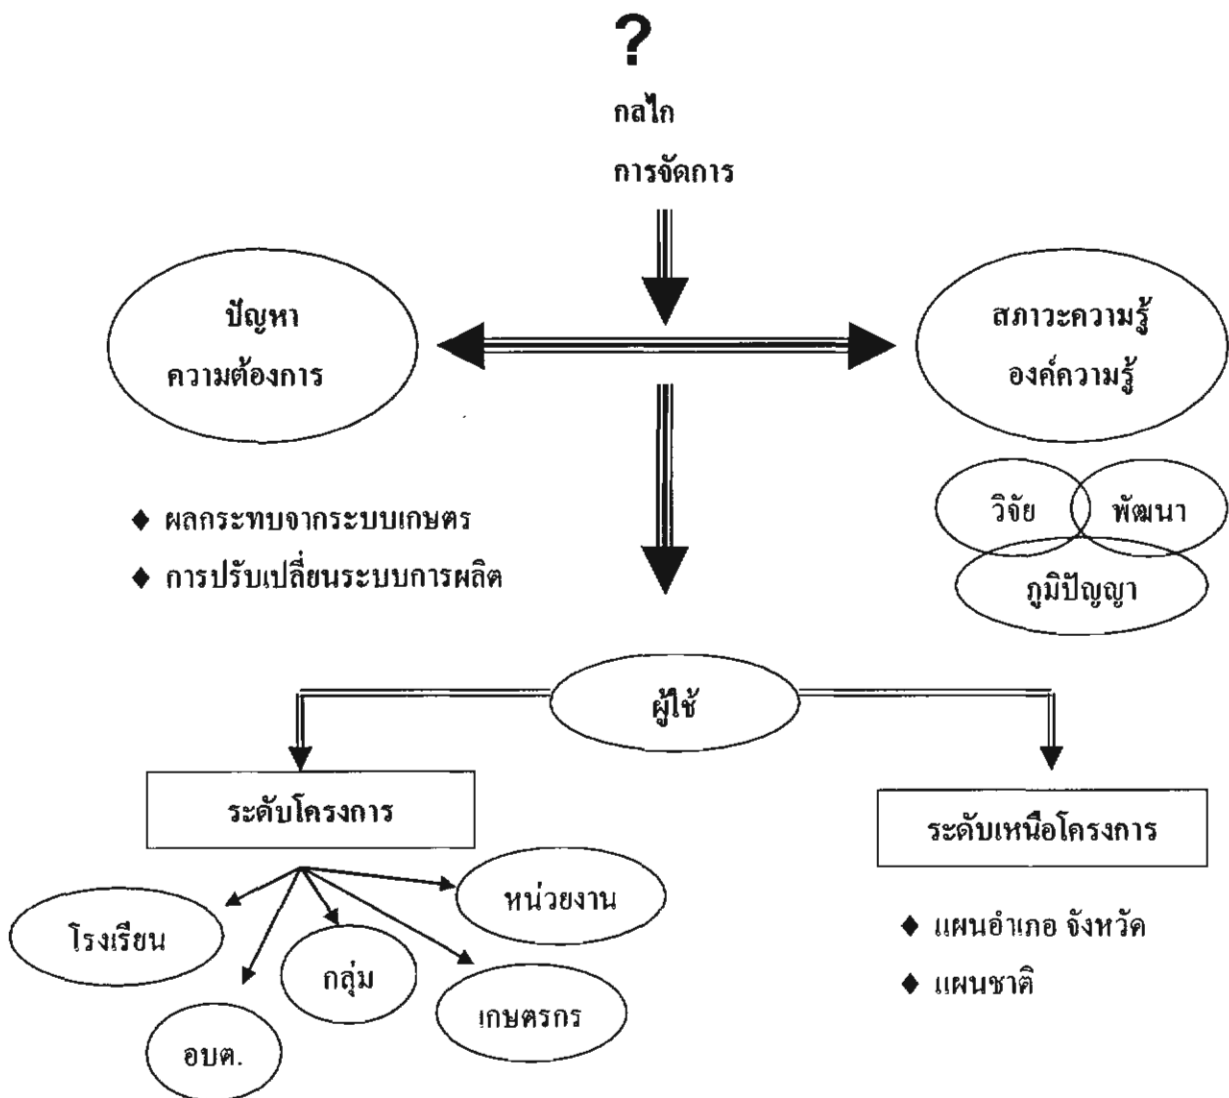 ?
กลไก
การจัดการ
ปัญหา
ความต้องการ
สภาวะความรู้
องค์ความรู้
♦ ผลกระทบจากระบบเกษตร
♦ การปรับเปลี่ยนระบบการผลิต
วิจัย
พัฒนา
ภูมิปัญญา
ผู้ใช้
ระดับโครงการ
ระดับเหนือโครงการ
โรงเรียน
อบต.
กลุ่ม
หน่วยงาน
เกษตรกร
♦ แผนอำเภอ จังหวัด
♦ แผนชาติ